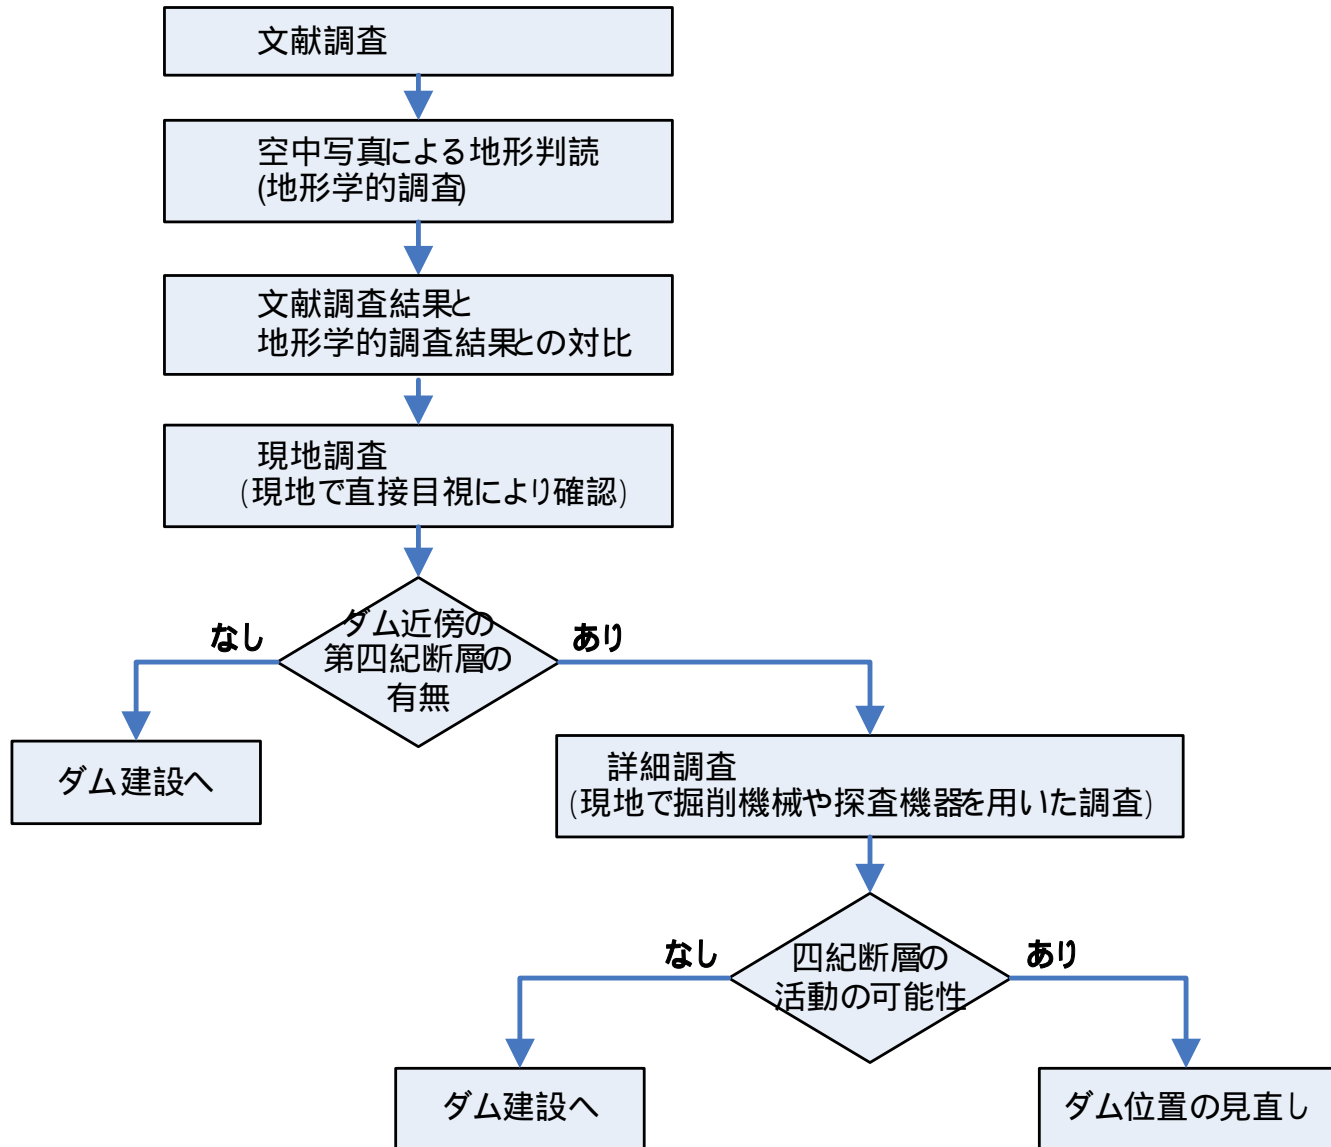 文献調査
空中写真による地形判読
(地形学的調査)
文献調査結果と
地形学的調査結果との対比
現地調査
(現地で直接目視により確認)
ダム近傍の
第四紀断層の
有無
なし
あり
ダム建設へ
詳細調査
(現地で掘削機械や探査機器を用いた調査)
四紀断層の
活動の可能性
なし
あり
ダム建設へ
ダム位置の見直し